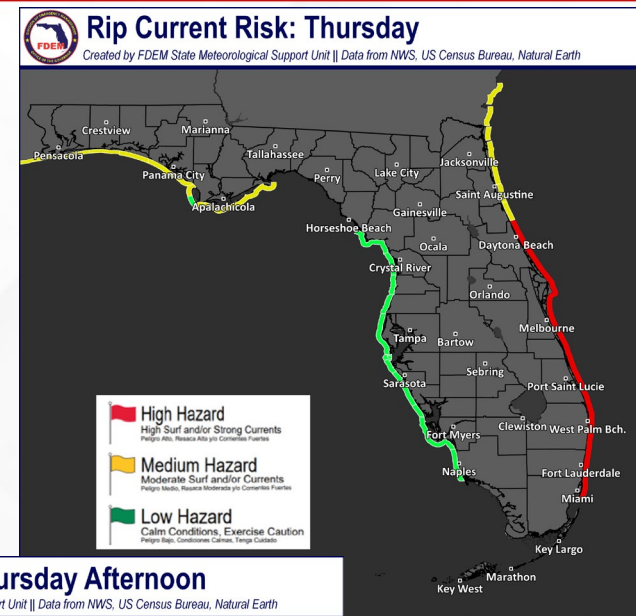 Rip Current Risk: Thursday
Created by FDEM State Meteorological Support Unit || Data from NWS, US Census Bureau, Natural Earth
FDEM
Crestview
Marianna
Pensacola
Tallahassee
Panama City
Perry
Lake City
Jacksonville
Apalachicola
Saint Augustine
Gainesville
Horseshoe Beach
Ocala
Daytona Beach
Crystal River
Orlando
Melbourne
Tampa
Bartow
Sebring
Sarasota
Port Saint Lucie
Fort Myers
Clewiston
West Palm Bch.
Naples
Fort Lauderdale
Miami
Key Largo
Marathon
Key West
High Hazard
High Surf and/or Strong Currents
Peligro Alto, Resaca Alta y/o Corrientes Fuertes
Medium Hazard
Moderate Surf and/or Currents
Peligro Medio, Resaca Moderada y/o Corrientes Fuertes
Low Hazard
Calm Conditions, Exercise Caution
Peligro Bajo, Condiciones Calmas, Tenga Cuidado
ursday Afternoon
rt Unit || Data from NWS, US Census Bureau, Natural Earth